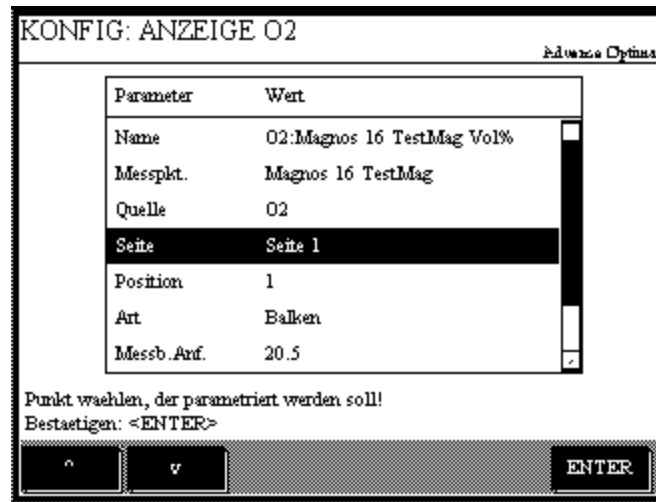 KONFIG: ANZEIGE O2
Advance Optima
Parameter Wert
Name O2:Magnos 16 TestMag Vol%
Messpkt. Magnos 16 TestMag
Quelle O2
Seite Seite 1
Position 1
Art Balken
Messb.Anf. 20.5
Punkt waehlen, der parametriert werden soll!
Bestaetigen: <ENTER>
^ v ENTER